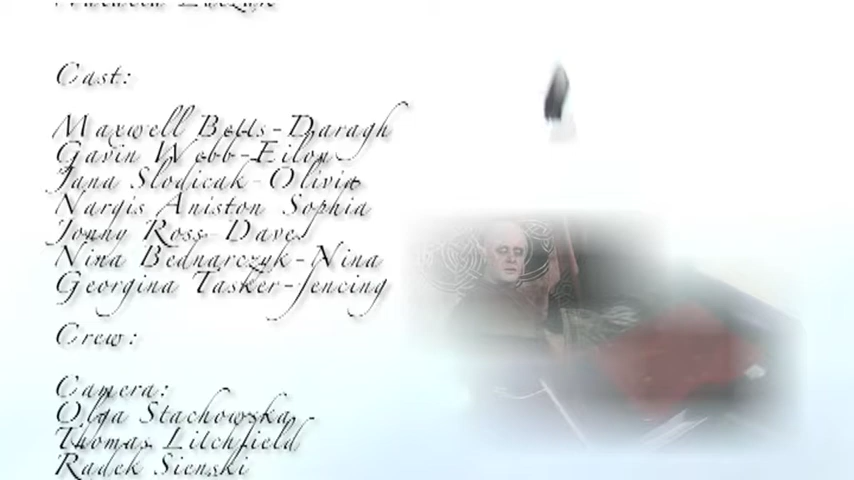 Cast:
Maxwell Betts-Daragh
Gavin Webb-Eilon
Jana Slodicak-Olivia
Nargis Aniston Sophia
Jonny Ross-Dave
Nina Bednarczyk-Nina
Georgina Tasker-fencing
Crew:
Camera:
Olga Stachowska -
Thomas Litchfield
Radek Sienski